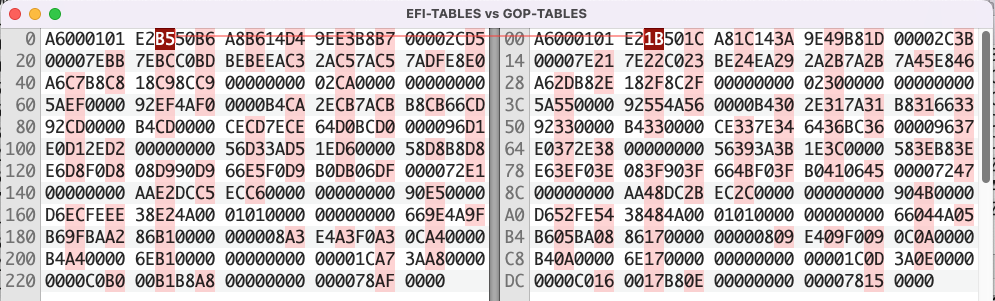 EFI-TABLES vs GOP-TABLES
0 A6000101 E2B550B6 A8B614D4 9EE3B8B7 00002CD5 00 A6000101 E21B501C A81C143A 9E49B81D 00002C3B
20 00007EBB 7EBCC0BD BEBEEAC3 2AC57AC5 7ADFE8E0 14 00007E21 7E22C023 BE24EA29 2A2B7A2B 7A45E846
40 A6C7B8C8 18C98CC9 00000000 02CA0000 00000000 28 A62DB82E 182F8C2F 00000000 02300000 00000000
60 5AEF0000 92EF4AF0 0000B4CA 2ECB7ACB B8CB66CD 3C 5A550000 92554A56 0000B430 2E317A31 B8316633
80 92CD0000 B4CD0000 CECD7ECE 64D0BCD0 000096D1 50 92330000 B4330000 CE337E34 6436BC36 00009637
100 E0D12ED2 00000000 56D33AD5 1ED60000 58D8B8D8 64 E0372E38 00000000 56393A3B 1E3C0000 583EB83E
120 E6D8F0D8 08D990D9 66E5F0D9 B0DB06DF 000072E1 78 E63EF03E 083F903F 664BF03F B0410645 00007247
140 00000000 AAE2DCC5 ECC60000 00000000 90E50000 8C 00000000 AA48DC2B EC2C0000 00000000 904B0000
160 D6ECFEEE 38E24A00 01010000 00000000 669E4A9F A0 D652FE54 38484A00 01010000 00000000 66044A05
180 B69FBAA2 86B10000 000008A3 E4A3F0A3 0CA40000 B4 B605BA08 86170000 00000809 E409F009 0C0A0000
200 B4A40000 6EB10000 00000000 00001CA7 3AA80000 C8 B40A0000 6E170000 00000000 00001C0D 3A0E0000
220 0000C0B0 00B1B8A8 00000000 000078AF 0000 DC 0000C016 0017B80E 00000000 00007815 0000